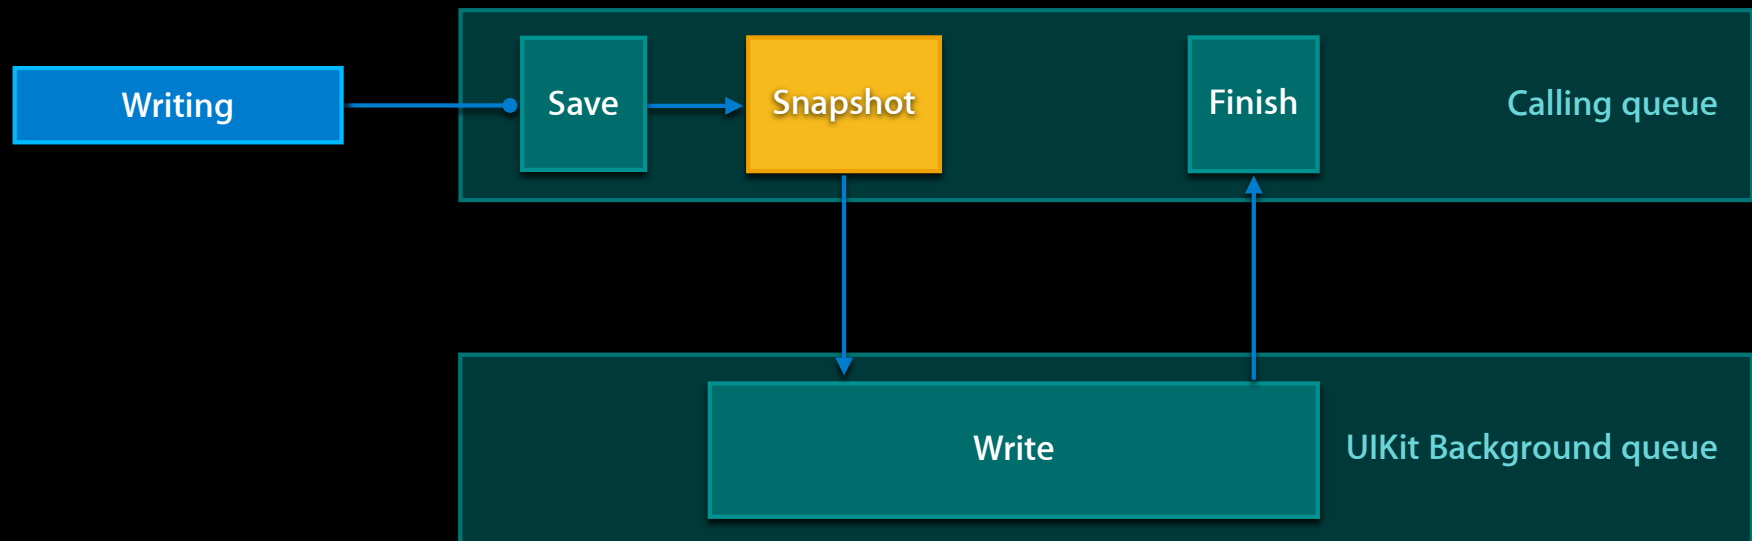 Writing
Save
Snapshot
Finish
Calling queue
Write
UIKit Background queue